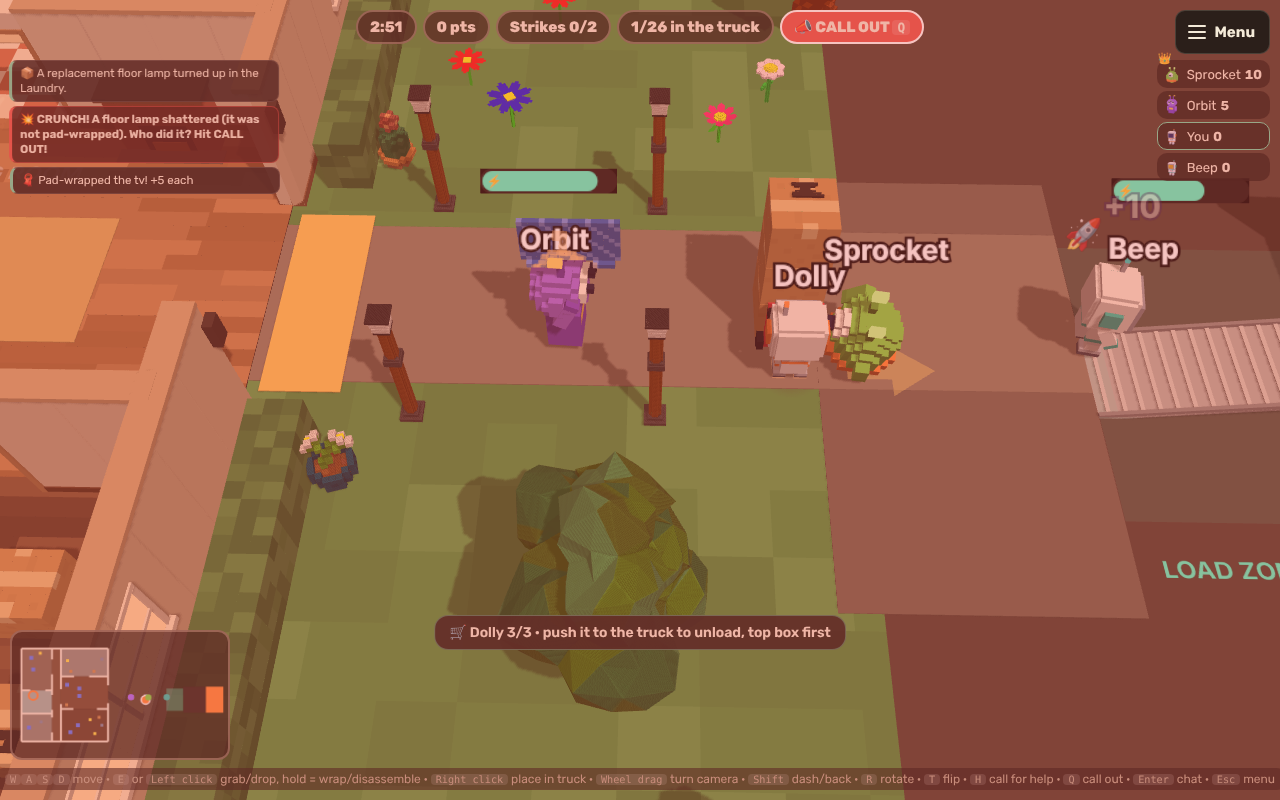 2:51
0 pts
Strikes 0/2
1/26 in the truck
📣 CALL OUT Q
Menu
📦 A replacement floor lamp turned up in the
Laundry.
💥 CRUNCH! A floor lamp shattered (it was
not pad-wrapped). Who did it? Hit CALL
OUT!
Pad-wrapped the tv! +5 each
Sprocket 10
Orbit 5
You 0
Beep 0
+10
Orbit
Sprocket
Dolly
Beep
LOAD ZO
🛒 Dolly 3/3 • push it to the truck to unload, top box first
W A S D move • E or Left click grab/drop, hold = wrap/disassemble • Right click place in truck • Wheel drag turn camera • Shift dash/back • R rotate • T flip • H call for help • Q call out • Enter chat • Esc menu